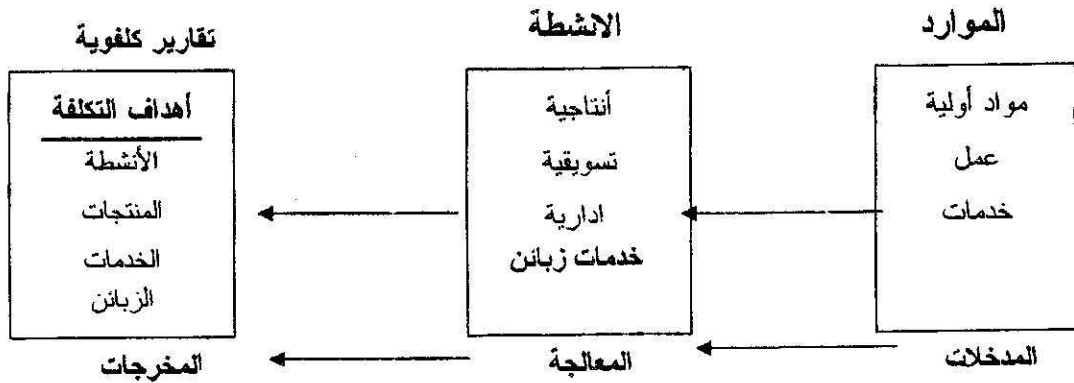 الموارد
مواد أولية
عمل
خدمات
المدخلات
الانشطة
أنتاجية
تسويقية
ادارية
خدمات زبائن
المعالجة
تقارير كلفوية
أهداف التكلفة
الأنشطة
المنتجات
الخدمات
الزبائن
المخرجات